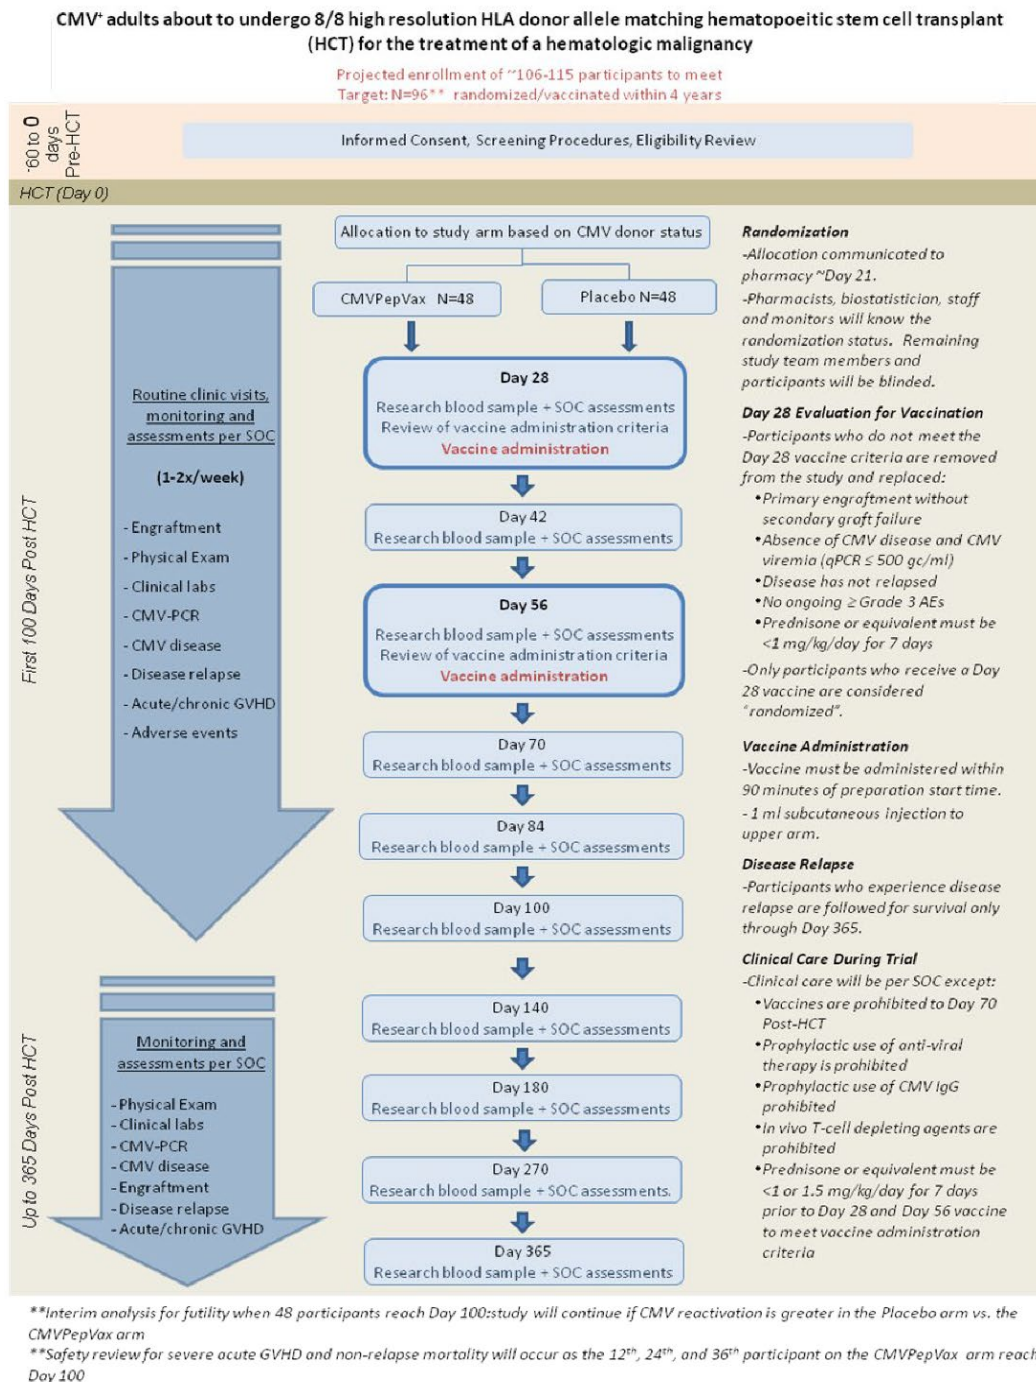 CMV⁺ adults about to undergo 8/8 high resolution HLA donor allele matching hematopoeitic stem cell transplant
(HCT) for the treatment of a hematologic malignancy
Projected enrollment of ~106-115 participants to meet
Target: N=96** randomized/vaccinated within 4 years
-60 to 0
days
Pre-HCT
Informed Consent, Screening Procedures, Eligibility Review
HCT (Day 0)
First 100 Days Post HCT
Routine clinic visits,
monitoring and
assessments per SOC
(1-2x/week)
- Engraftment
- Physical Exam
- Clinical labs
- CMV-PCR
- CMV disease
- Disease relapse
- Acute/chronic GVHD
- Adverse events
Up to 365 Days Post HCT
Monitoring and
assessments per SOC
- Physical Exam
- Clinical labs
- CMV-PCR
- CMV disease
- Engraftment
- Disease relapse
- Acute/chronic GVHD
Allocation to study arm based on CMV donor status
CMVPepVax N=48
Placebo N=48
Day 28
Research blood sample + SOC assessments
Review of vaccine administration criteria
Vaccine administration
Day 42
Research blood sample + SOC assessments
Day 56
Research blood sample + SOC assessments
Review of vaccine administration criteria
Vaccine administration
Day 70
Research blood sample + SOC assessments
Day 84
Research blood sample + SOC assessments
Day 100
Research blood sample + SOC assessments
Day 140
Research blood sample + SOC assessments
Day 180
Research blood sample + SOC assessments
Day 270
Research blood sample + SOC assessments.
Day 365
Research blood sample + SOC assessments
Randomization
-Allocation communicated to
pharmacy ~Day 21.
-Pharmacists, biostatistician, staff
and monitors will know the
randomization status. Remaining
study team members and
participants will be blinded.
Day 28 Evaluation for Vaccination
-Participants who do not meet the
Day 28 vaccine criteria are removed
from the study and replaced:
•Primary engraftment without
secondary graft failure
•Absence of CMV disease and CMV
viremia (qPCR ≤ 500 gc/ml)
•Disease has not relapsed
•No ongoing ≥ Grade 3 AEs
•Prednisone or equivalent must be
<1 mg/kg/day for 7 days
-Only participants who receive a Day
28 vaccine are considered
"randomized".
Vaccine Administration
-Vaccine must be administered within
90 minutes of preparation start time.
- 1 ml subcutaneous injection to
upper arm.
Disease Relapse
-Participants who experience disease
relapse are followed for survival only
through Day 365.
Clinical Care During Trial
-Clinical care will be per SOC except:
•Vaccines are prohibited to Day 70
Post-HCT
•Prophylactic use of anti-viral
therapy is prohibited
•Prophylactic use of CMV IgG
prohibited
•In vivo T-cell depleting agents are
prohibited
•Prednisone or equivalent must be
<1 or 1.5 mg/kg/day for 7 days
prior to Day 28 and Day 56 vaccine
to meet vaccine administration
criteria
**Interim analysis for futility when 48 participants reach Day 100:study will continue if CMV reactivation is greater in the Placebo arm vs. the
CMVPepVax arm
**Safety review for severe acute GVHD and non-relapse mortality will occur as the 12th, 24th, and 36th participant on the CMVPepVax arm reach
Day 100